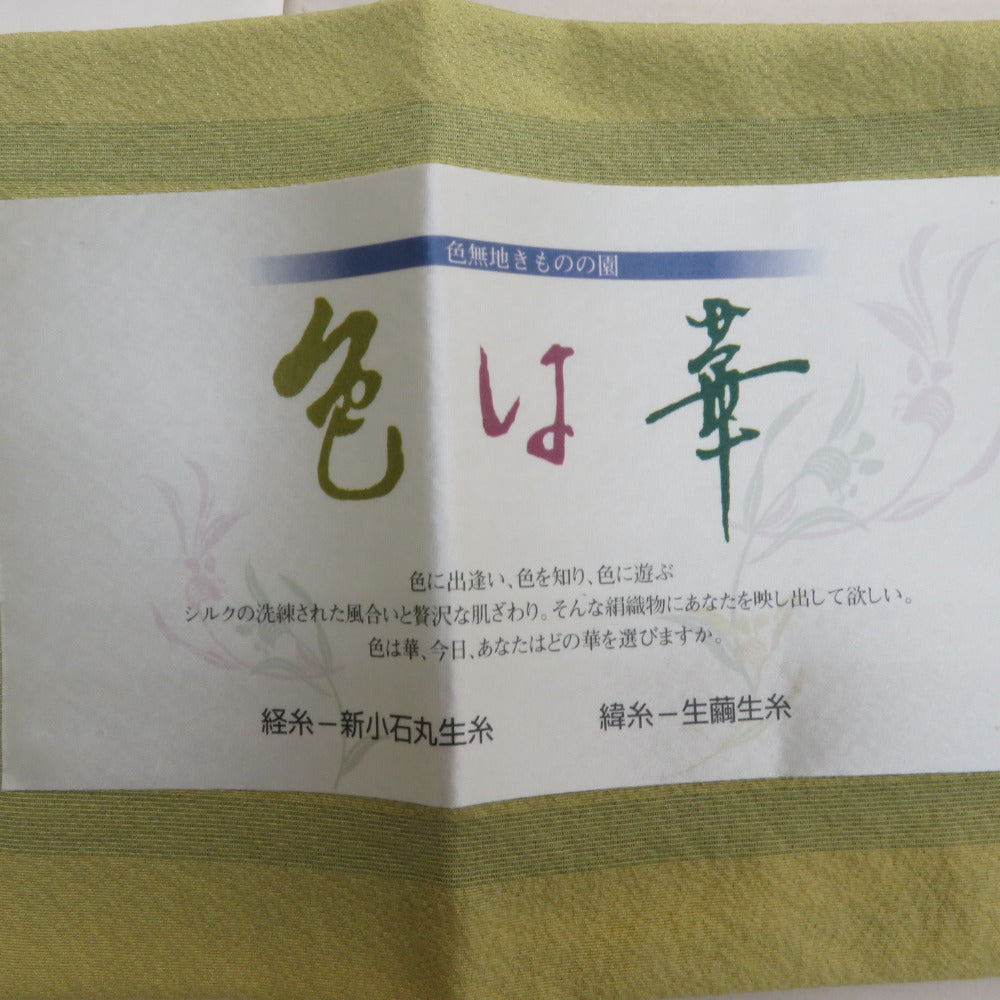 色無地きものの園
色は華
色に出逢い、色を知り、色に遊ぶ
シルクの洗練された風合いと贅沢な肌ざわり。そんな絹織物にあなたを映し出して欲しい。
色は華、今日、あなたはどの華を選びますか。
経糸－新小石丸生糸　緯糸－生繭生糸